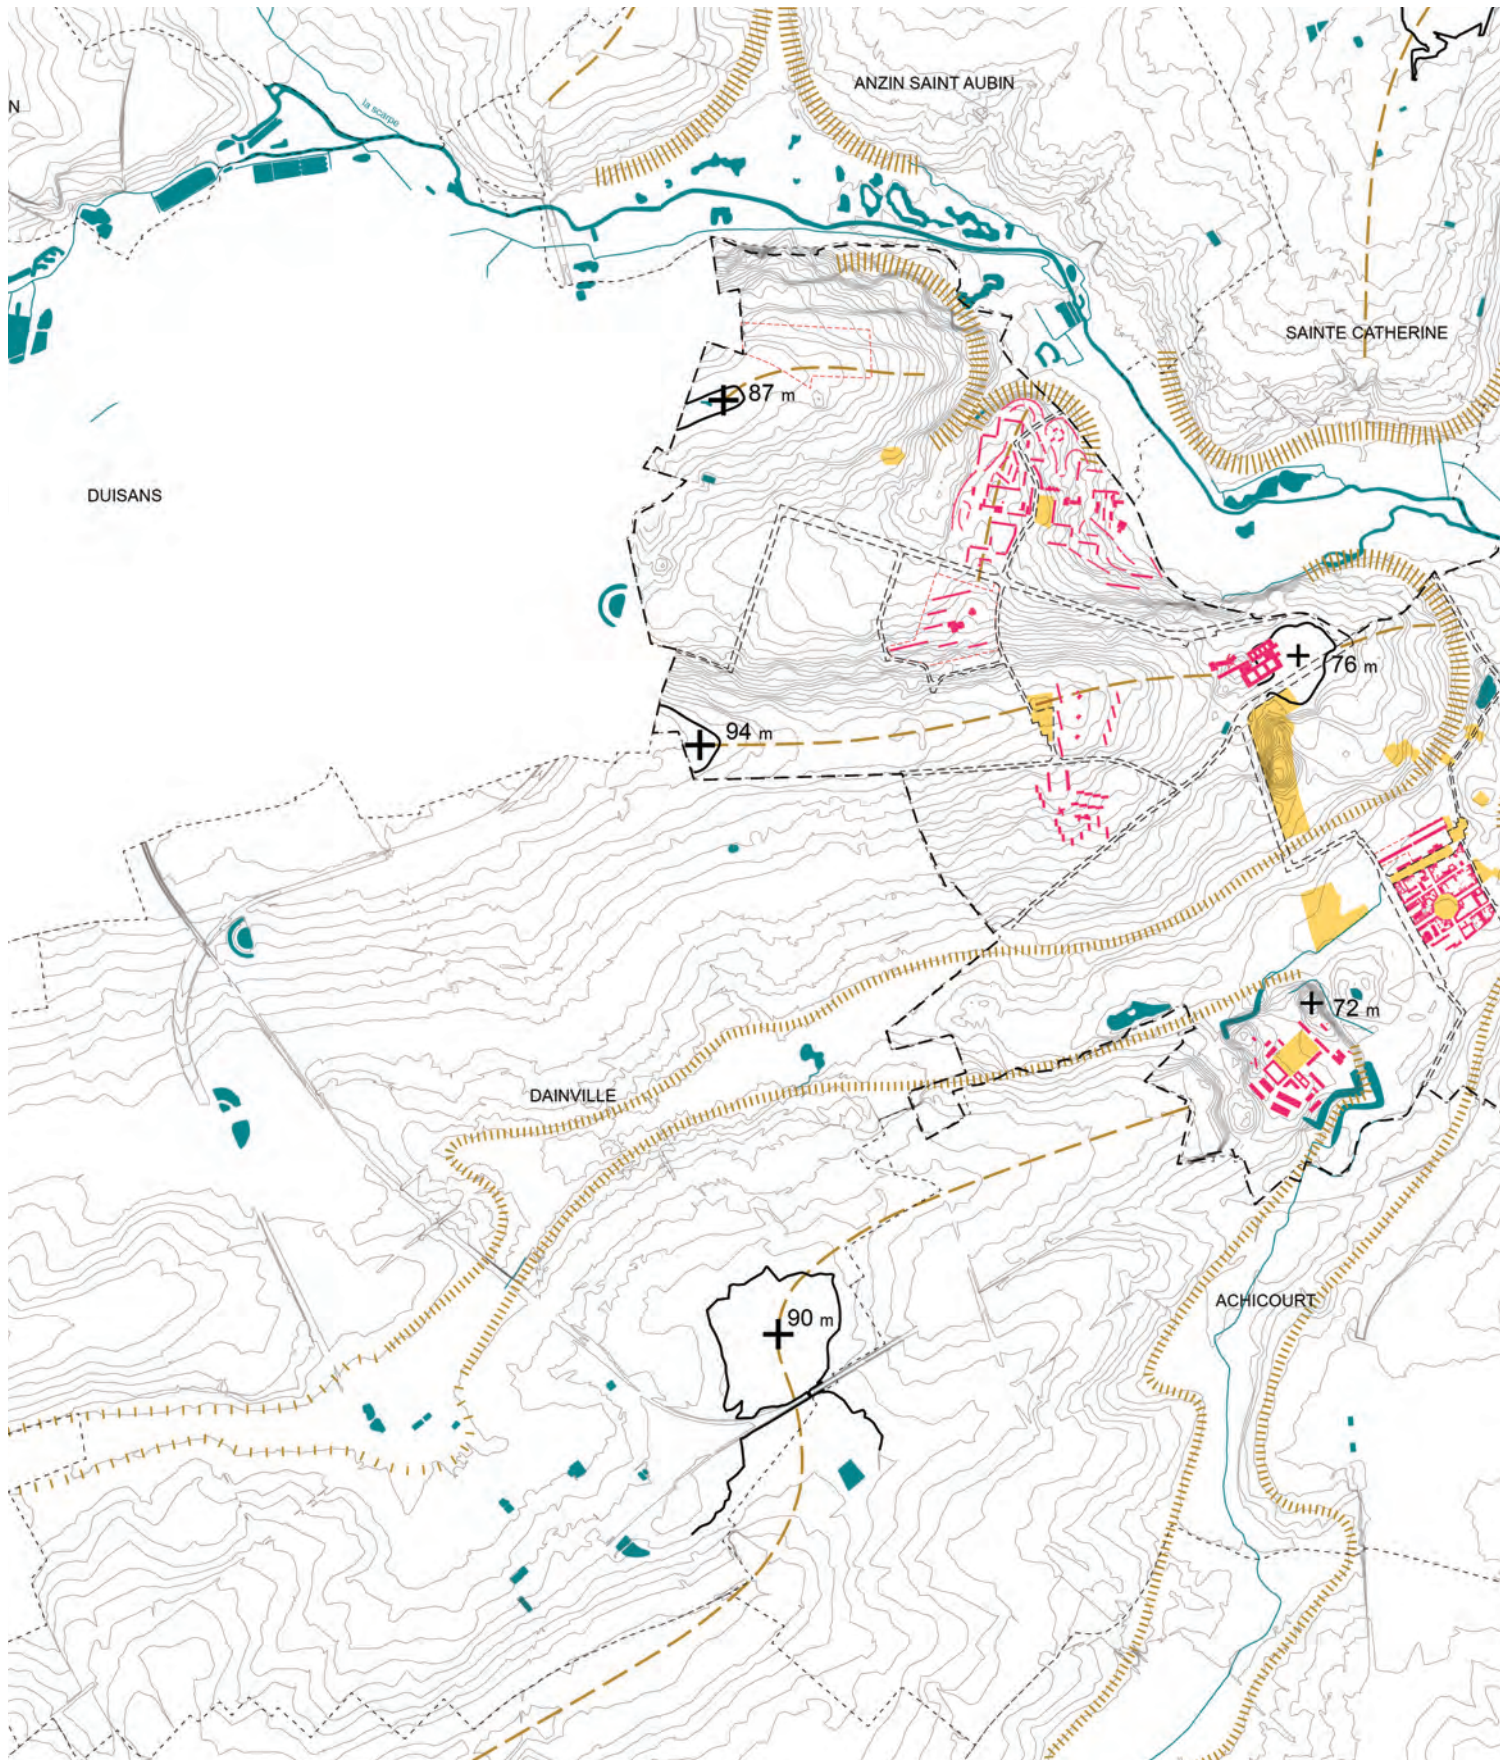 ANZIN SAINT AUBIN
N
la scarpe
SAINTE CATHERINE
87 m
DUISANS
76 m
94 m
72 m
DAINVILLE
ACHICOURT
90 m